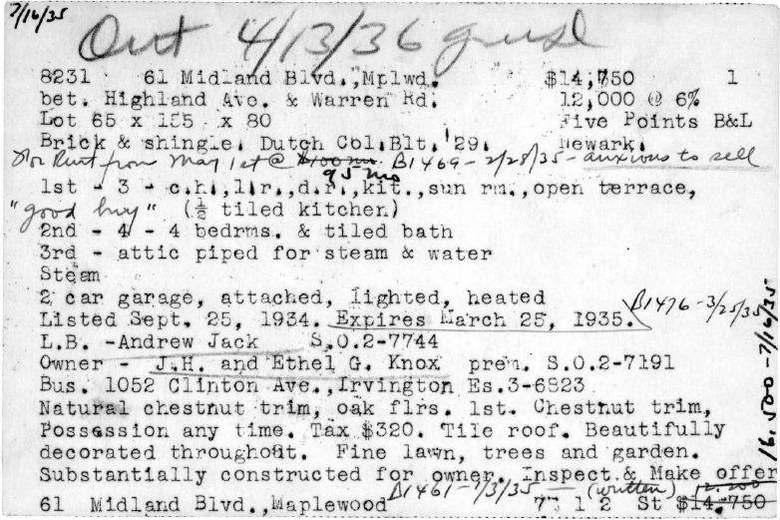 7/16/35
Out 4/13/36
8231 61 Midland Blvd.,Mplwd. $14,750 1
bet. Highland Ave. & Warren Rd. 12,000 @ 6%
Lot 65 x 155 x 80 Five Points B&L
Brick & shingle. Dutch Col.Blt.'29. Newark.
For Rent from May 1st @ 100 mo. B1469-2/28/35-anxious to sell
95 mo
1st - 3 - c.h.,l.r.,d.r.,kit.,sun rm.,open terrace,
"good buy" (½ tiled kitchen)
2nd - 4 - 4 bedrms. & tiled bath
3rd - attic piped for steam & water
Steam
2 car garage, attached, lighted, heated
Listed Sept. 25, 1934. Expires March 25, 1935. B1476-3/25/35
L.B. -Andrew Jack S.O.2-7744
Owner - J.H. and Ethel G. Knox prem. S.O.2-7191
Bus. 1052 Clinton Ave.,Irvington Es.3-6823
Natural chestnut trim, oak flrs. 1st. Chestnut trim,
Possession any time. Tax $320. Tile roof. Beautifully
decorated throughout. Fine lawn, trees and garden.
Substantially constructed for owner. Inspect & Make offer
B1461-1/3/35-(written) 12,200
61 Midland Blvd.,Maplewood 7 1 2 St $14.750
16.500-7/16/35